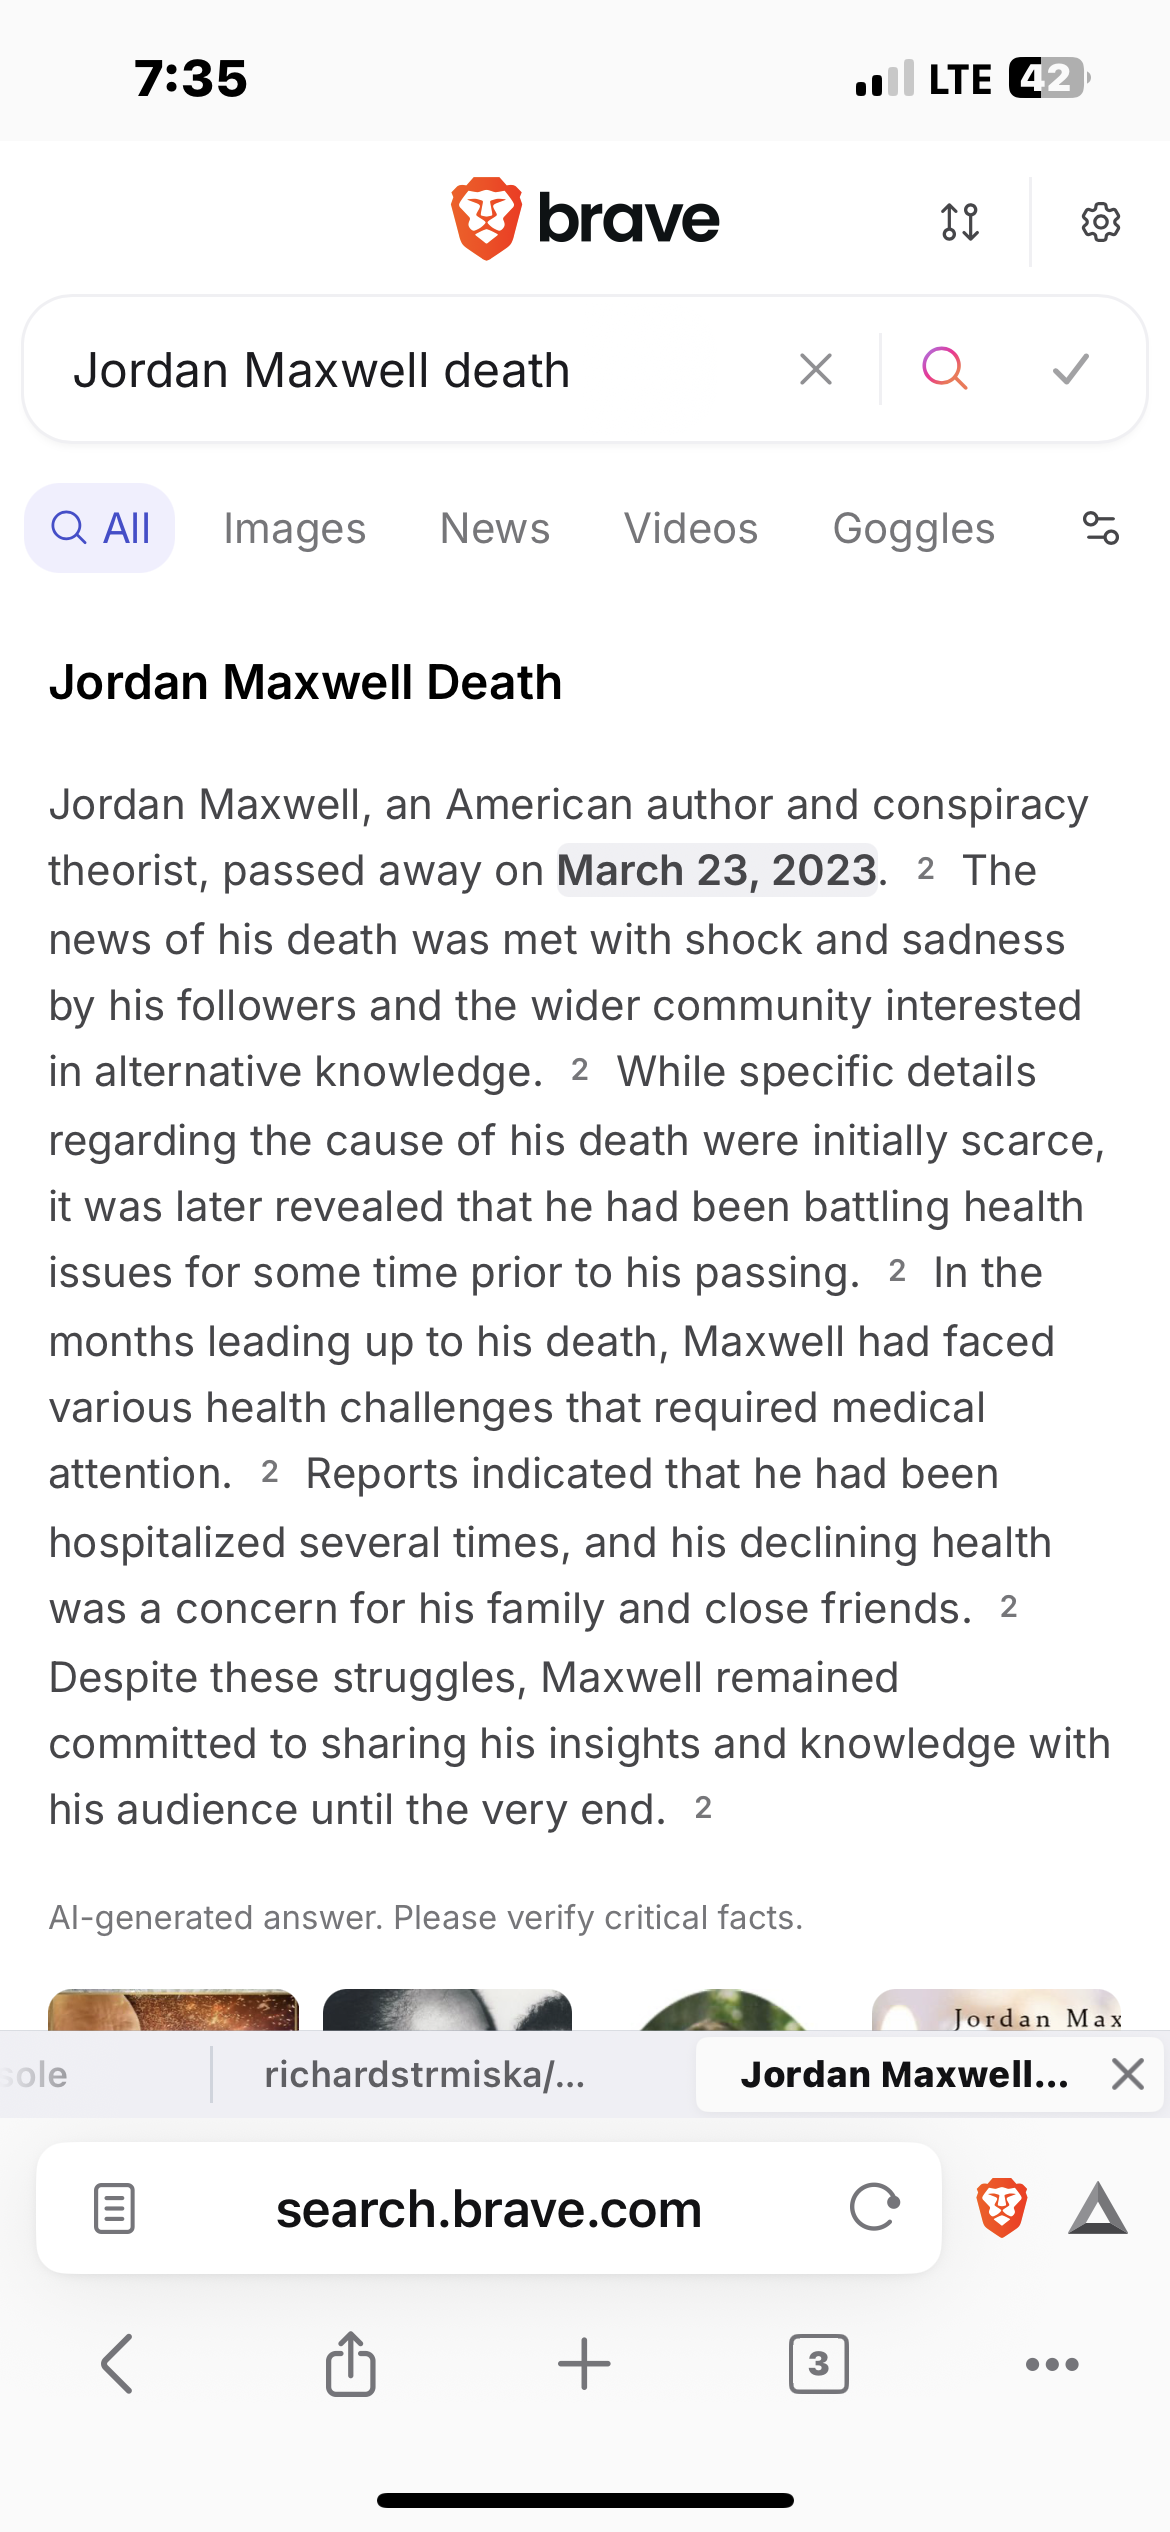 7:35
LTE 42
brave
Jordan Maxwell death
All Images News Videos Goggles
Jordan Maxwell Death
Jordan Maxwell, an American author and conspiracy
theorist, passed away on March 23, 2023. 2 The
news of his death was met with shock and sadness
by his followers and the wider community interested
in alternative knowledge. 2 While specific details
regarding the cause of his death were initially scarce,
it was later revealed that he had been battling health
issues for some time prior to his passing. 2 In the
months leading up to his death, Maxwell had faced
various health challenges that required medical
attention. 2 Reports indicated that he had been
hospitalized several times, and his declining health
was a concern for his family and close friends. 2
Despite these struggles, Maxwell remained
committed to sharing his insights and knowledge with
his audience until the very end. 2
AI-generated answer. Please verify critical facts.
Jordan Max
sole richardstrmiska/... Jordan Maxwell...
search.brave.com
3